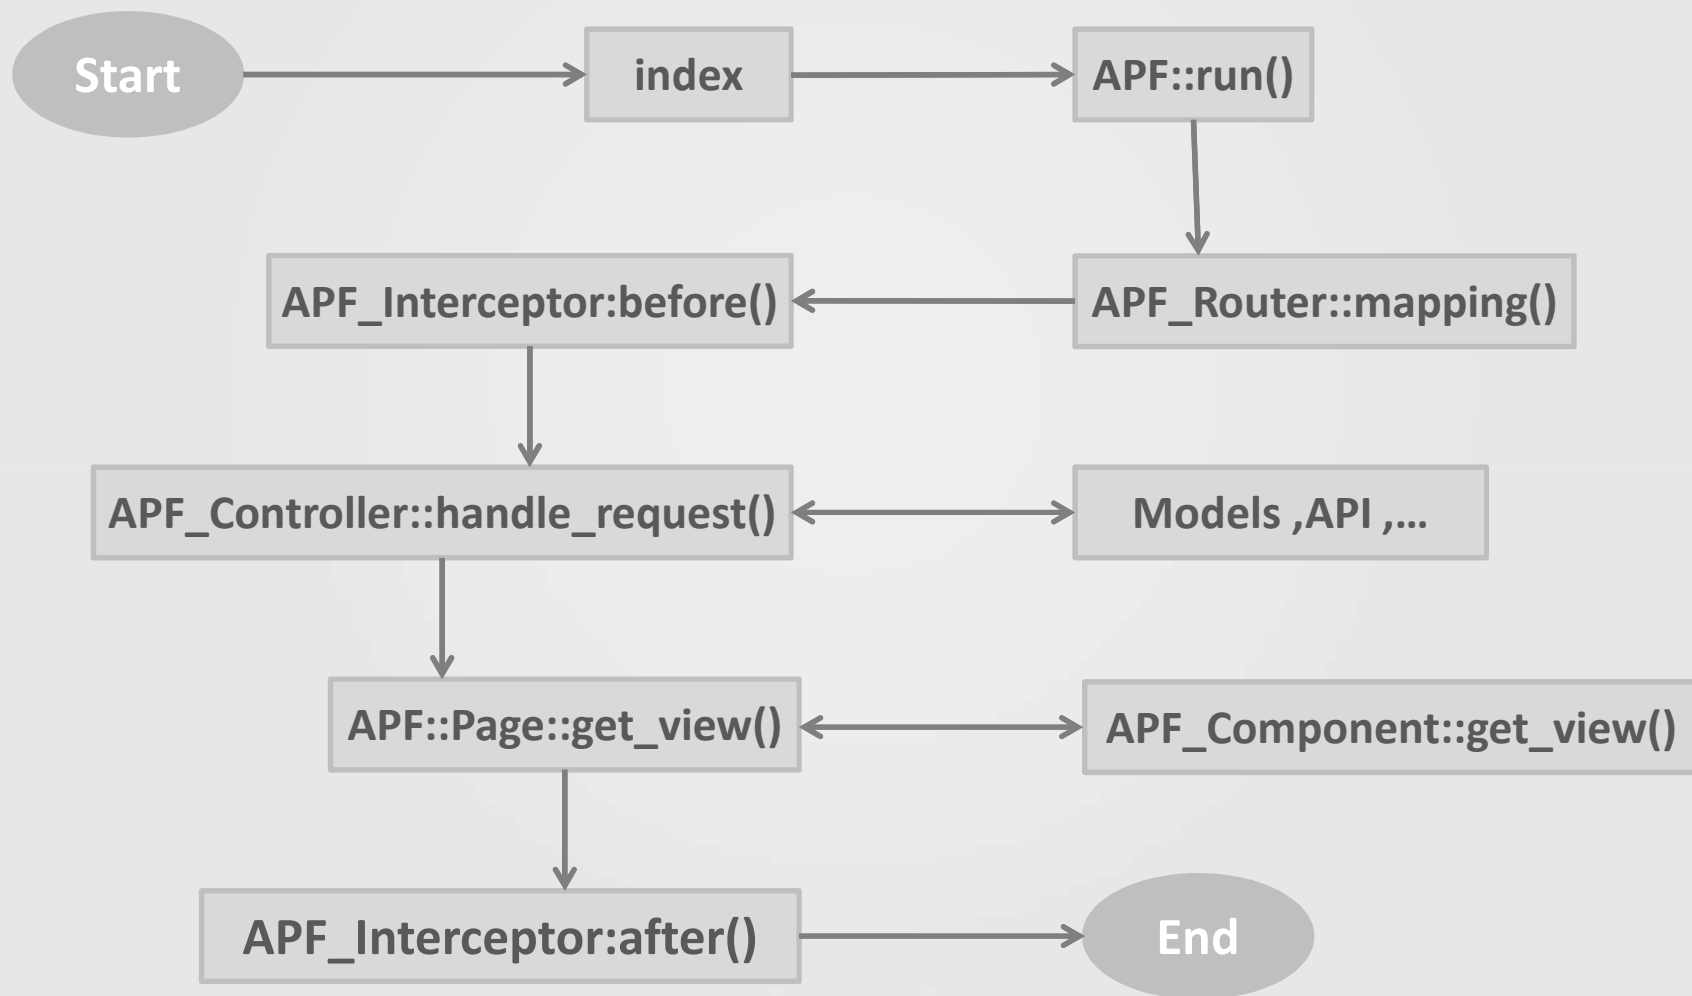 Start
index
APF::run()
APF_Interceptor:before()
APF_Router::mapping()
APF_Controller::handle_request()
Models ,API ,...
APF::Page::get_view()
APF_Component::get_view()
APF_Interceptor:after()
End